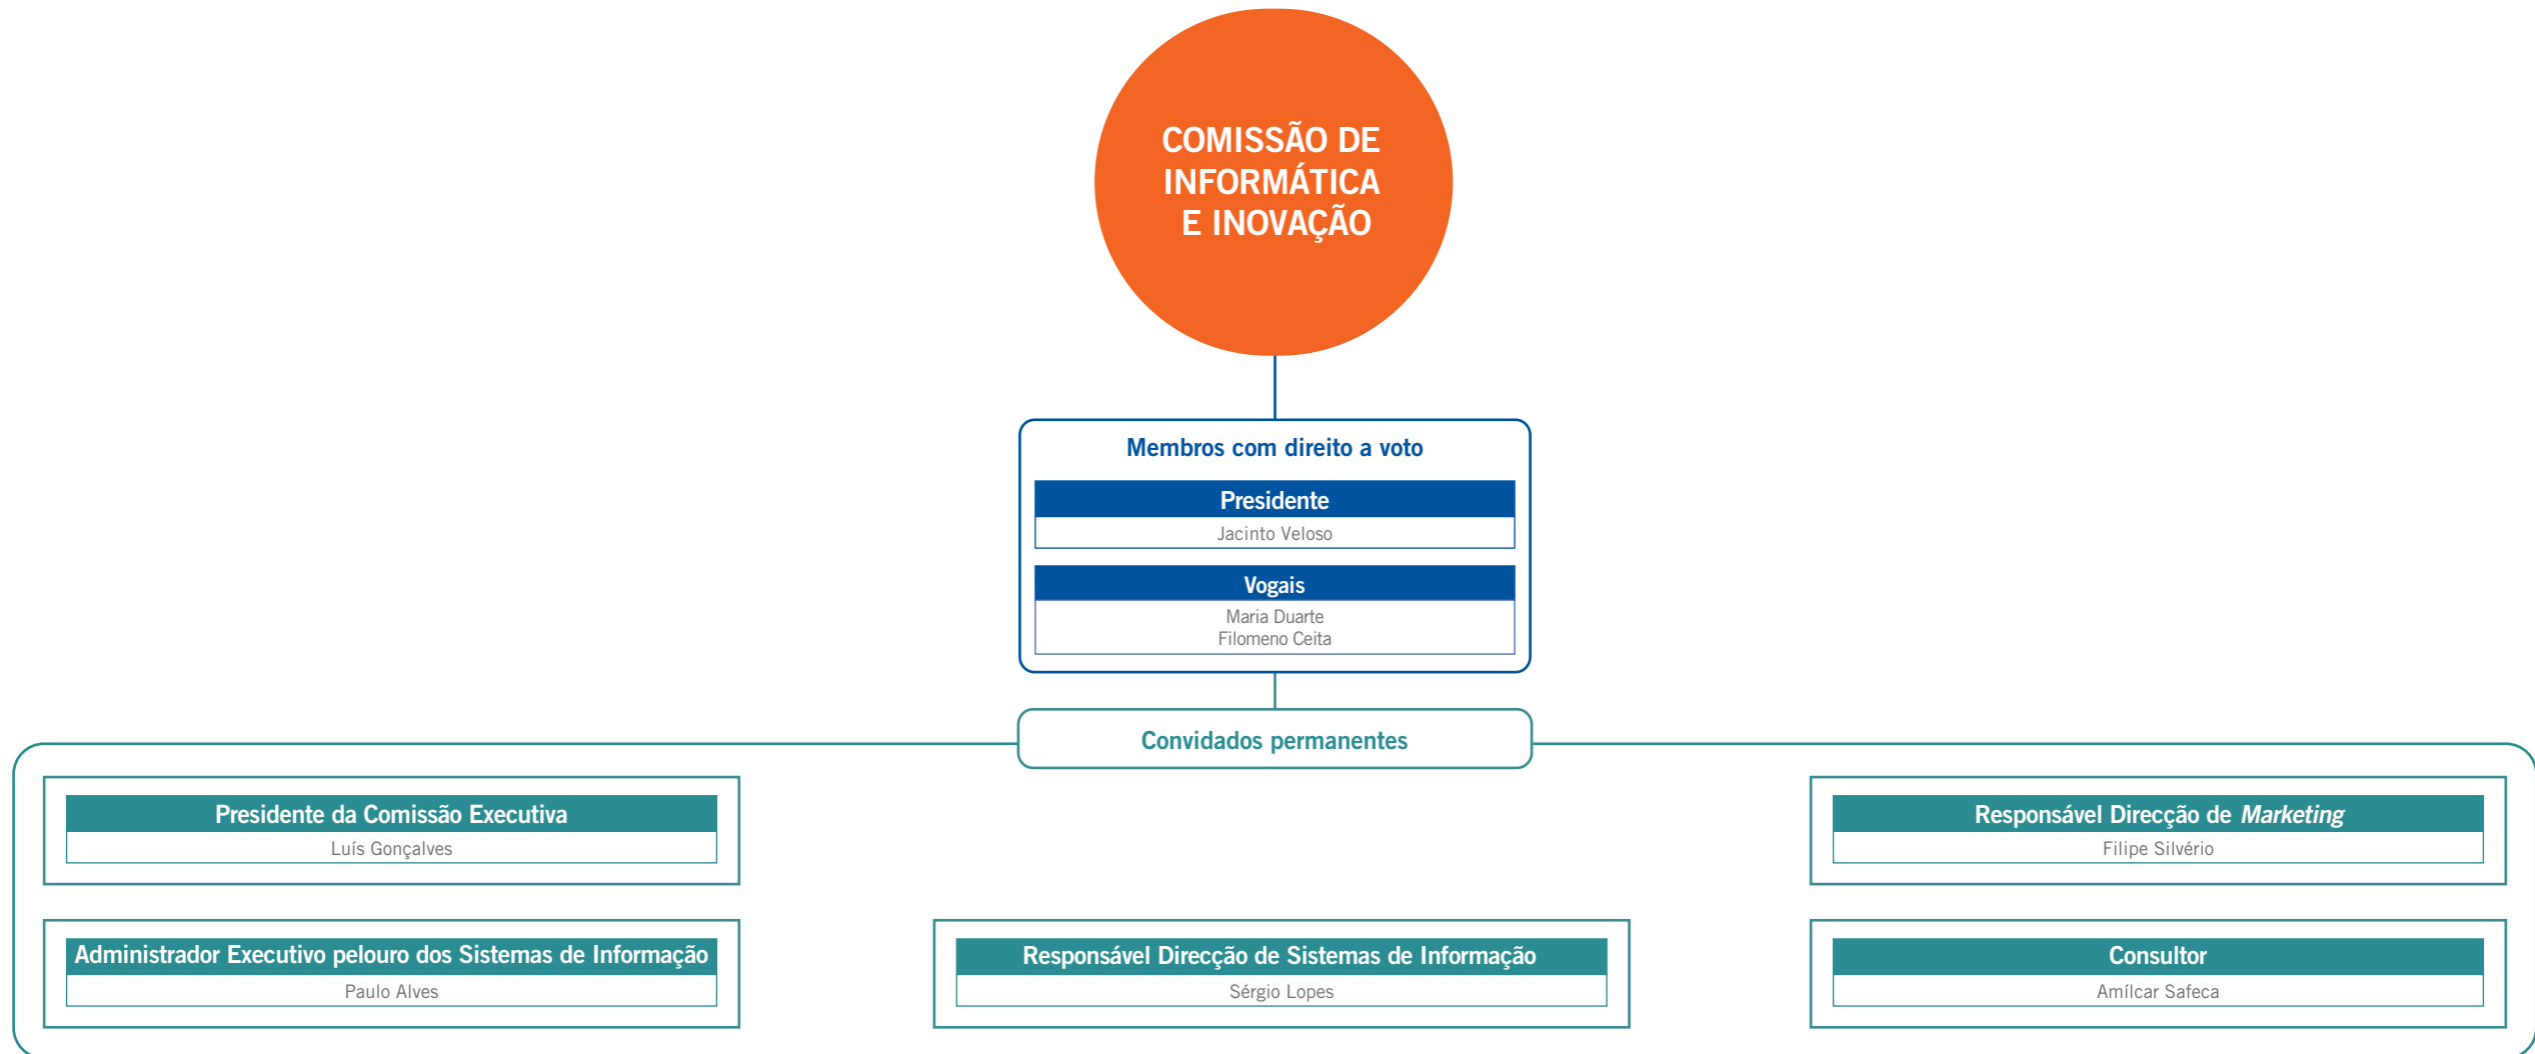 COMISSÃO DE
INFORMÁTICA
E INOVAÇÃO
Membros com direito a voto
Presidente
Jacinto Veloso
Vogais
Maria Duarte
Filomeno Ceita
Convidados permanentes
Presidente da Comissão Executiva
Luís Gonçalves
Responsável Direcção de Marketing
Filipe Silvério
Administrador Executivo pelouro dos Sistemas de Informação
Paulo Alves
Responsável Direcção de Sistemas de Informação
Sérgio Lopes
Consultor
Amílcar Safeca